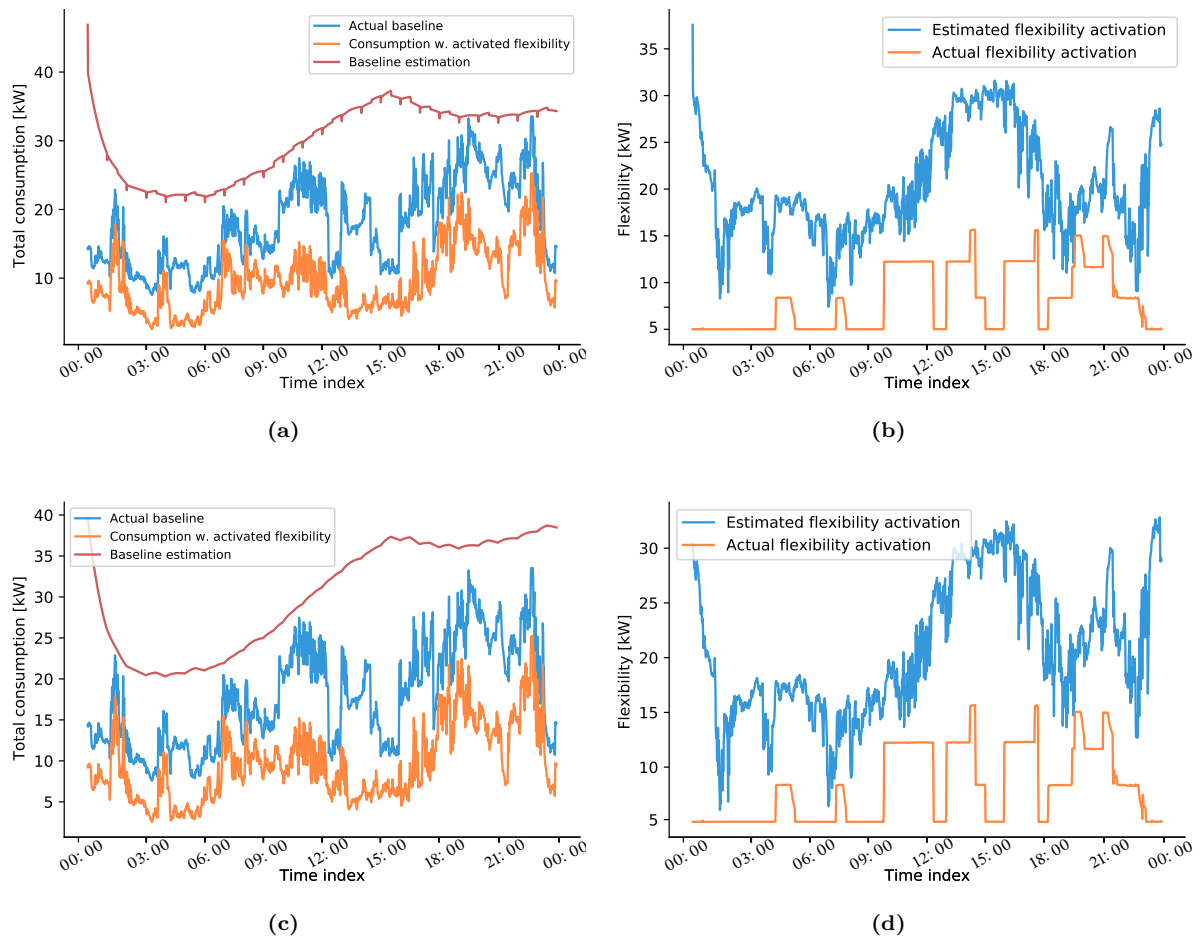 Actual baseline
Consumption w. activated flexibility
Baseline estimation
Total consumption [kW]
40
30
20
10
00: 00
03: 00
06: 00
09: 00
12: 00
15: 00
18: 00
21: 00
00: 00
Time index
(a)
Estimated flexibility activation
Actual flexibility activation
Flexibility [kW]
35
30
25
20
15
10
5
00: 00
03: 00
06: 00
09: 00
12: 00
15: 00
18: 00
21: 00
00: 00
Time index
(b)
Actual baseline
Consumption w. activated flexibility
Baseline estimation
Total consumption [kW]
40
35
30
25
20
15
10
5
00: 00
03: 00
06: 00
09: 00
12: 00
15: 00
18: 00
21: 00
00: 00
Time index
(c)
Estimated flexibility activation
Actual flexibility activation
Flexibility [kW]
30
25
20
15
10
5
00: 00
03: 00
06: 00
09: 00
12: 00
15: 00
18: 00
21: 00
00: 00
Time index
(d)